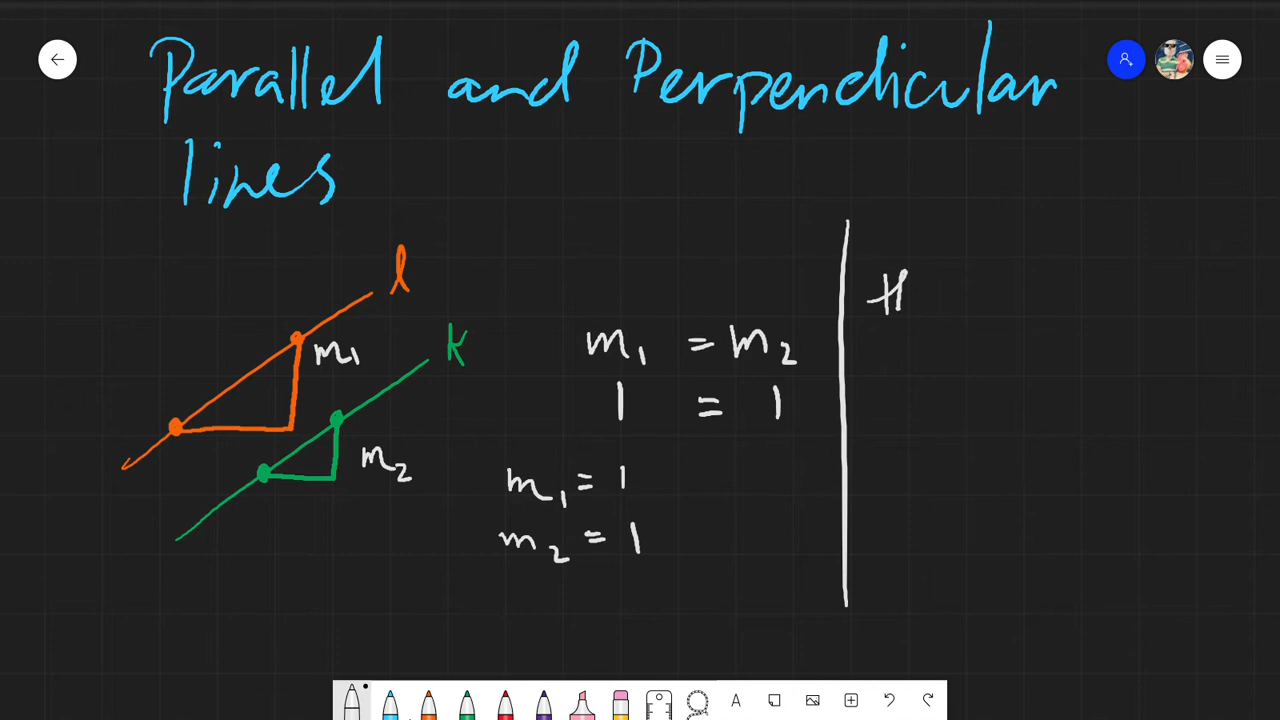 Parallel and Perpendicular
lines
l
k
m1
m2
m1 = m2
1 = 1
m1 = 1
m2 = 1
A